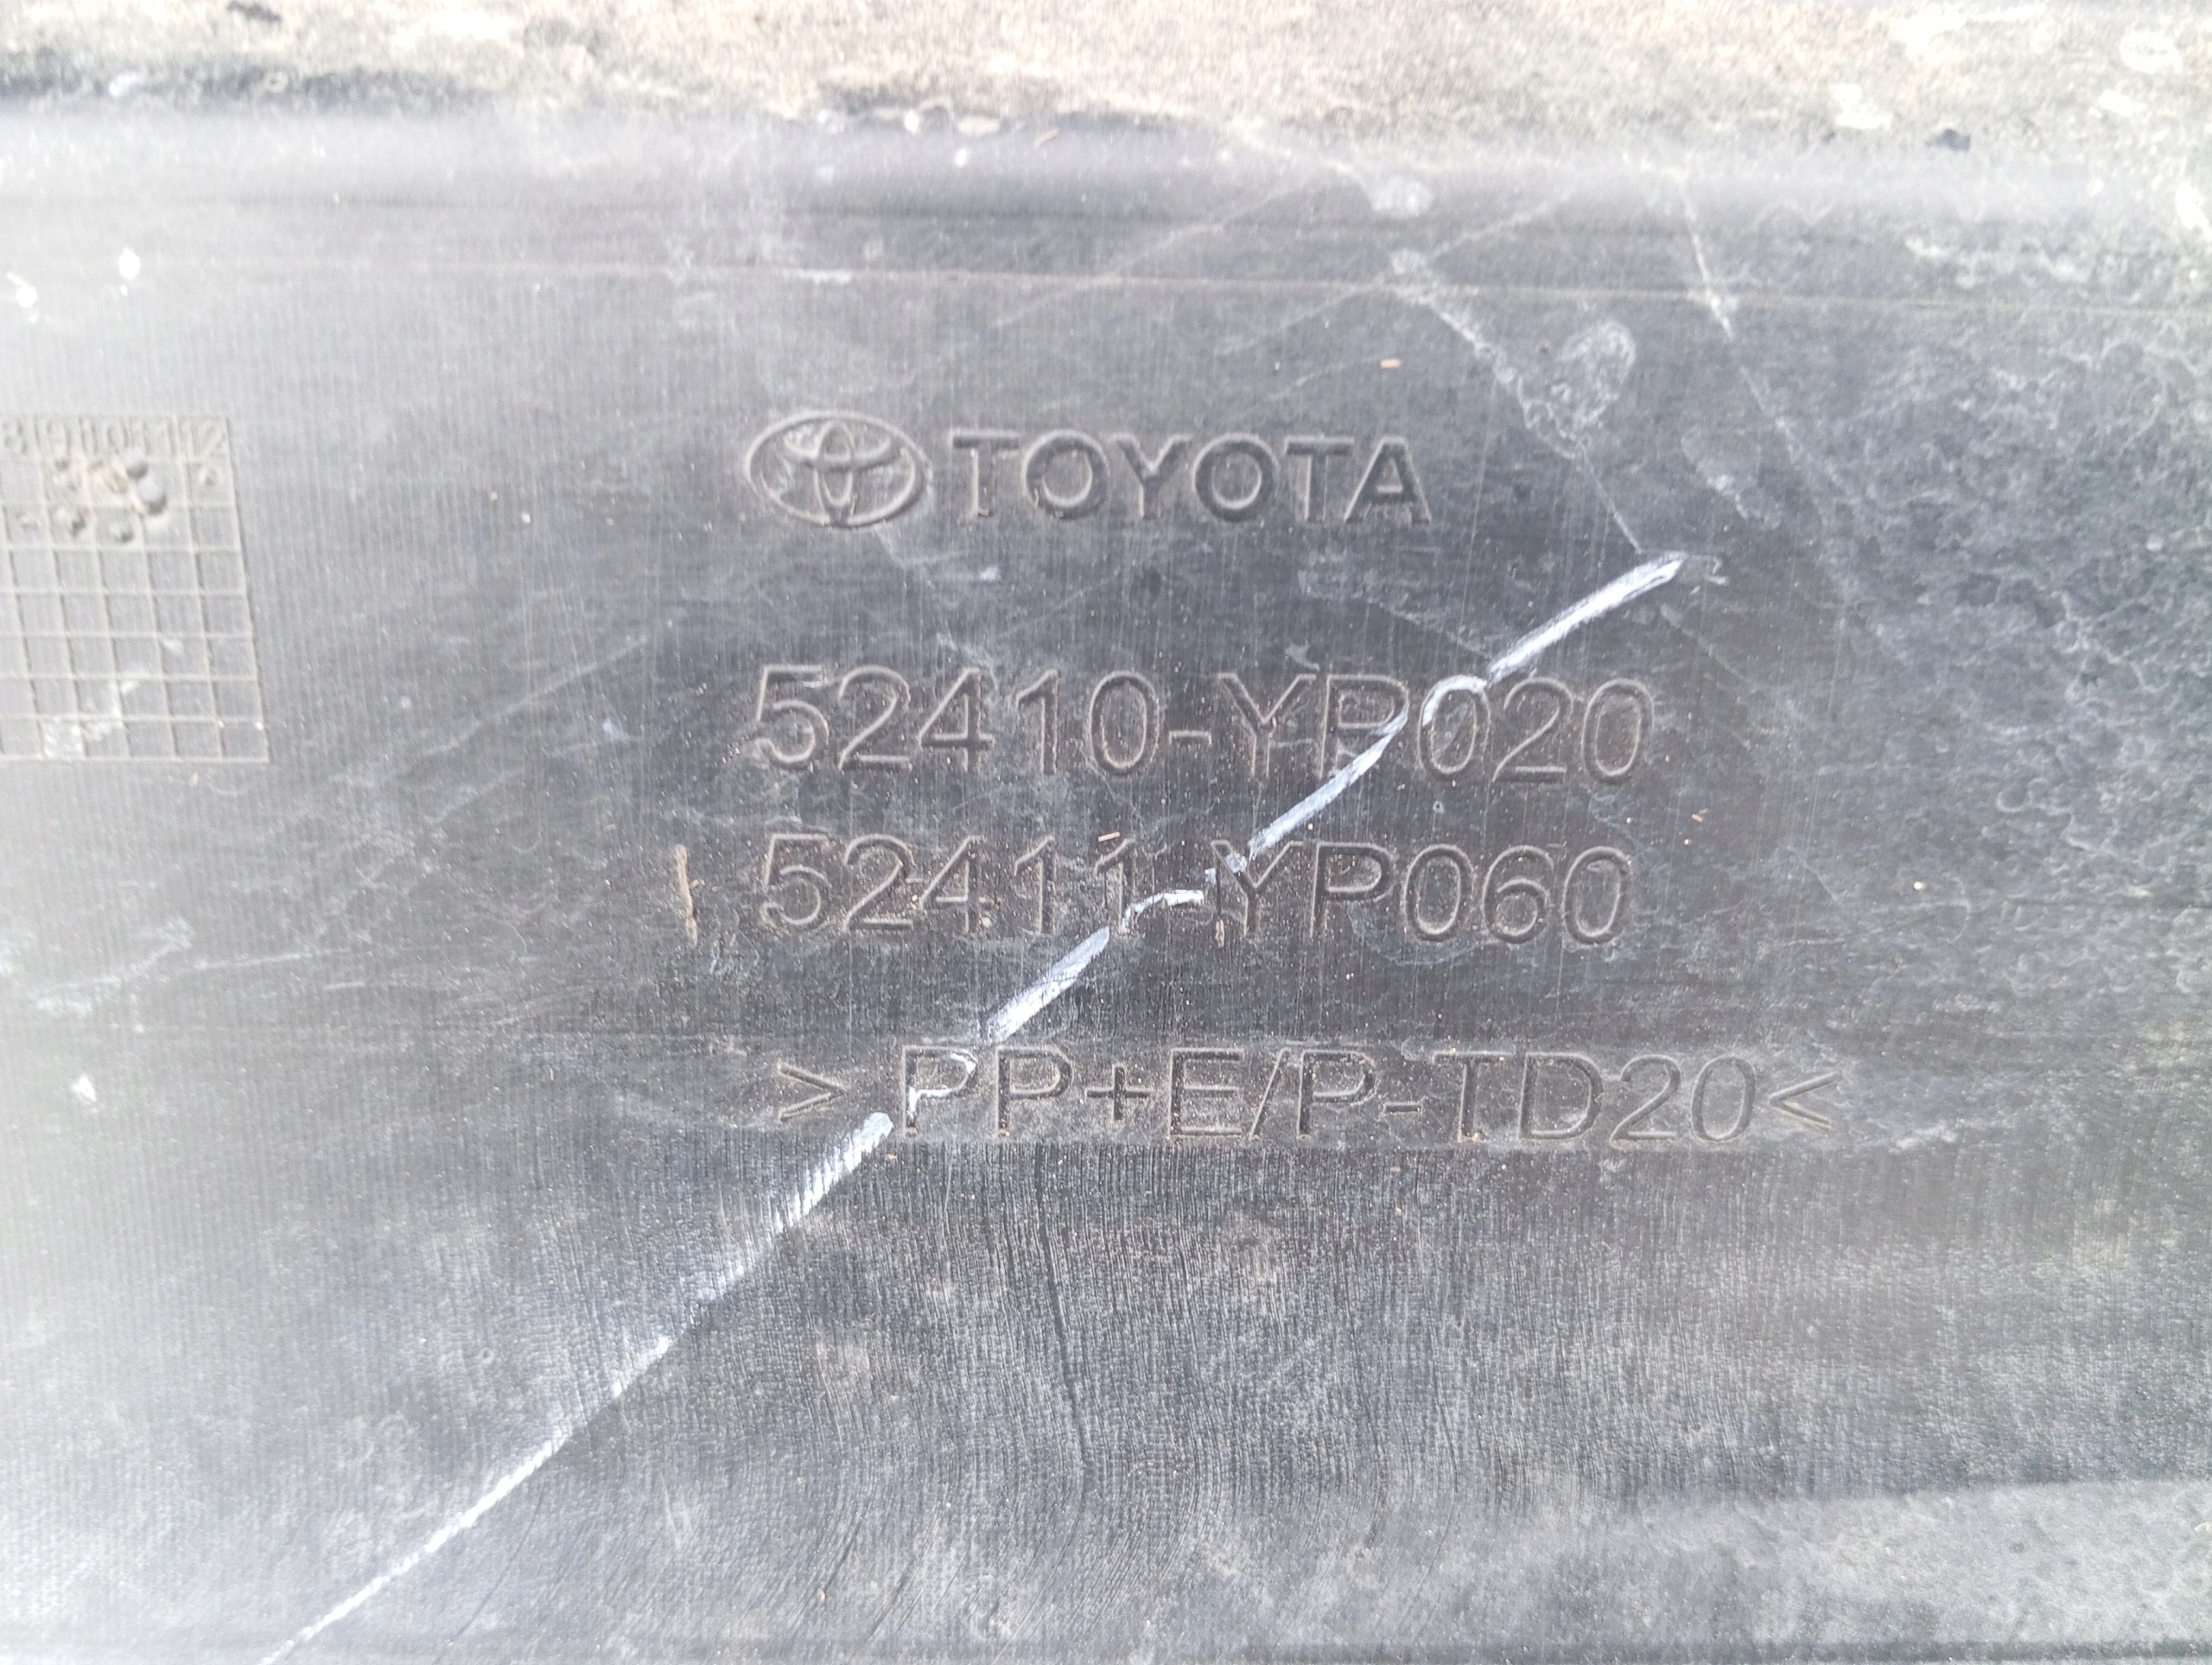 TOYOTA
52410-YP020
52411-YP060
> PP+E/P-TD20<